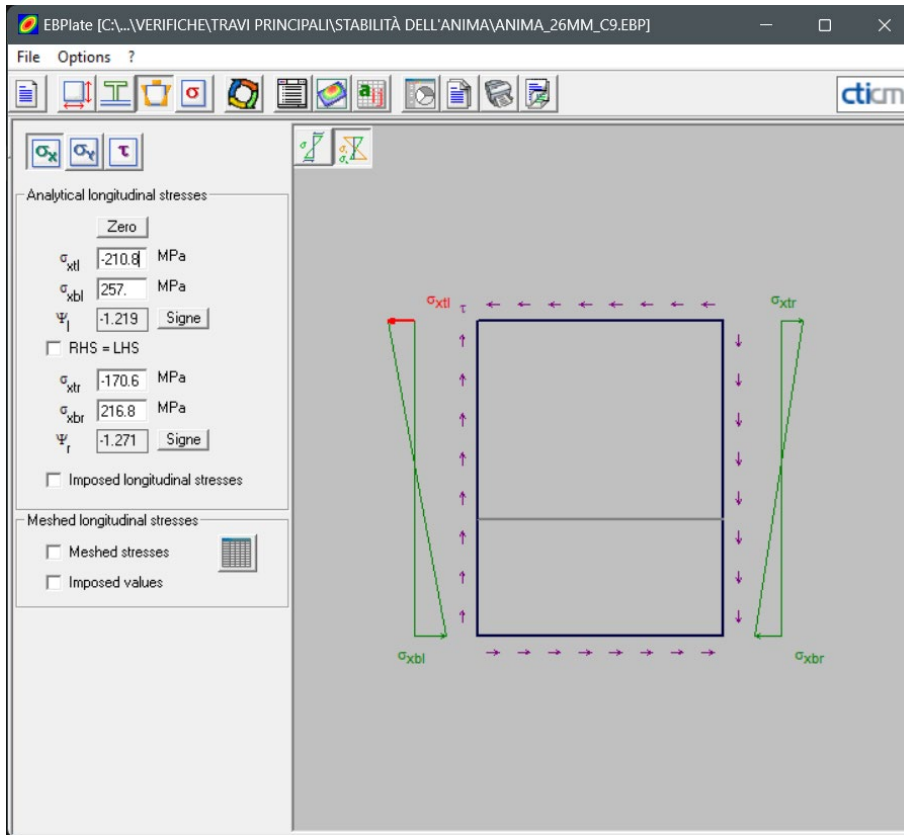 EBPlate [C:\...\VERIFICHE\TRAVI PRINCIPALI\STABILITÀ DELL'ANIMA\ANIMA_26MM_C9.EBP]
File Options ?
σ
cticm
σx σY τ
Analytical longitudinal stresses
Zero
σxtl -210.8 MPa
σxbl 257. MPa
Ψl -1.219 Signe
RHS = LHS
σxtr -170.6 MPa
σxbr 216.8 MPa
Ψr -1.271 Signe
Imposed longitudinal stresses
Meshed longitudinal stresses
Meshed stresses
Imposed values
σxtl τ σxtr
σxbl σxbr